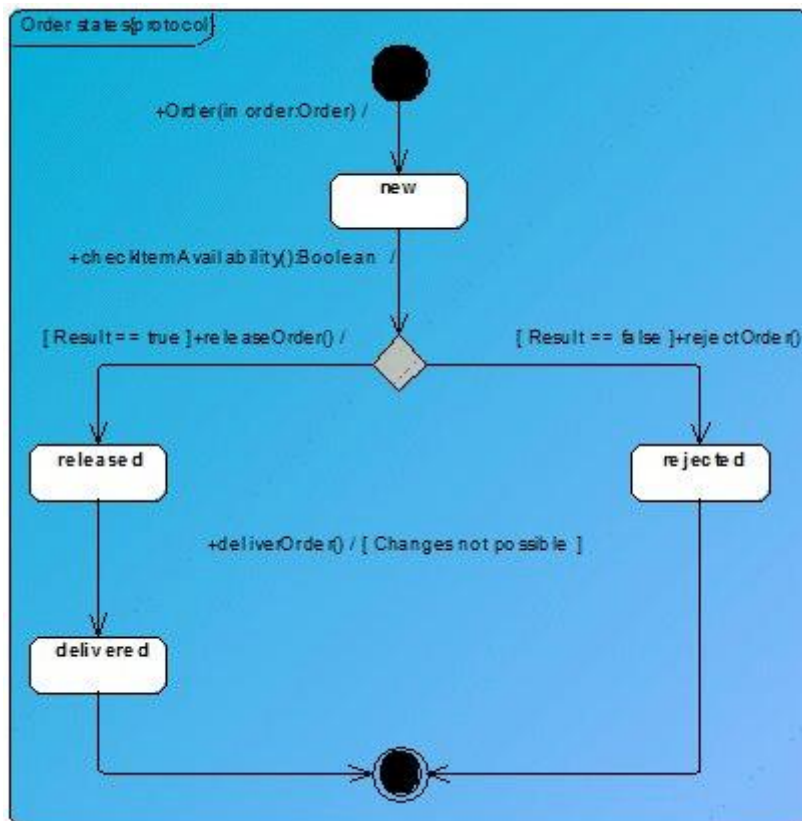 Order states{protocol}
+Order(in order:Order) /
new
+checkItemAvailability():Boolean /
[ Result == true ]+releaseOrder() /
[ Result == false ]+rejectOrder()
released
rejected
+deliverOrder() / [ Changes not possible ]
delivered